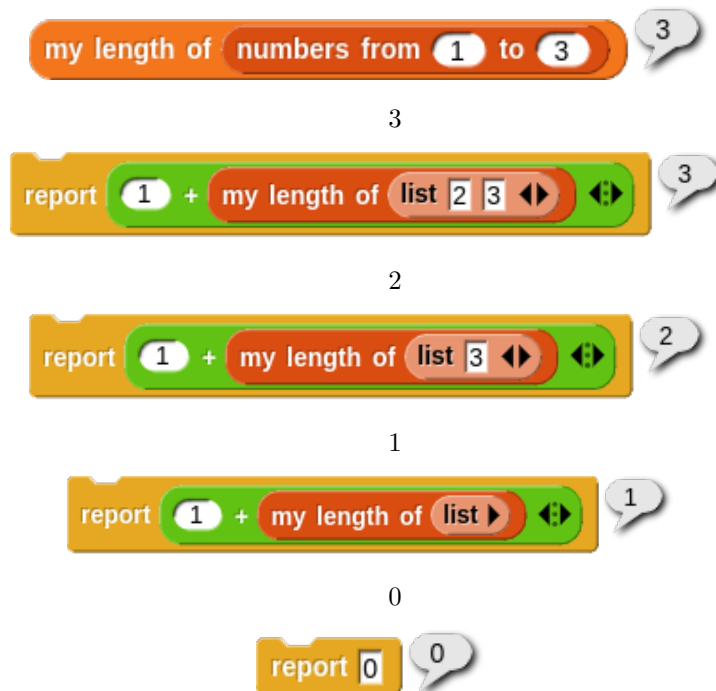 my length of numbers from 1 to 3 3
3
report 1 + my length of list 2 3 3
2
report 1 + my length of list 3 2
1
report 1 + my length of list 1
0
report 0 0